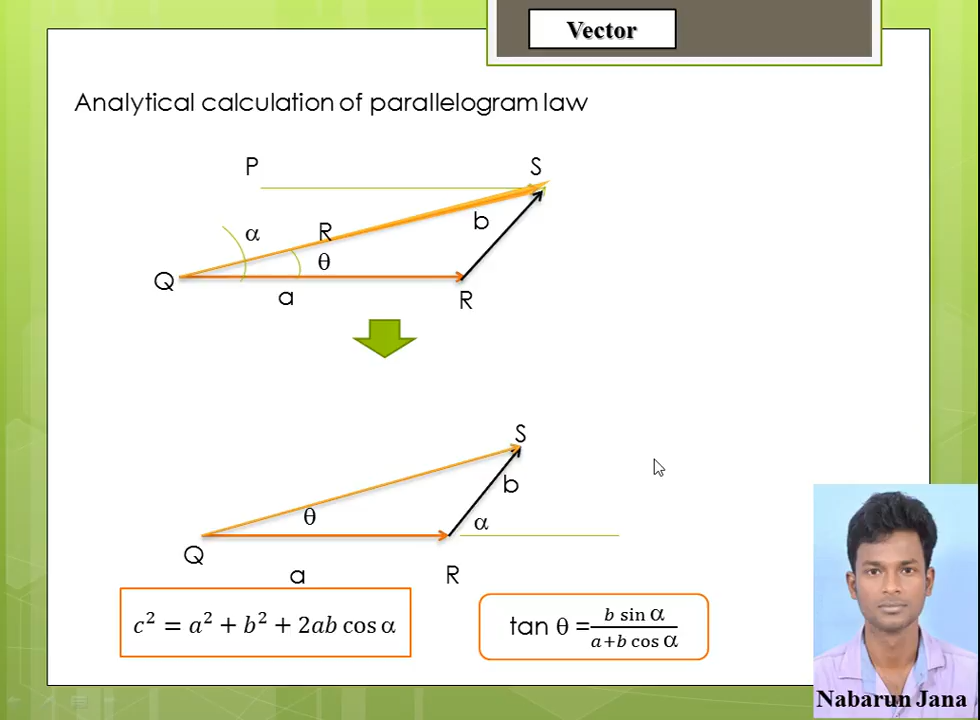 Vector
Analytical calculation of parallelogram law
P
S
α
R
b
θ
Q
a
R
S
b
θ
α
Q
a
R
c² = a² + b² + 2ab cos α
tan θ = b sin α / a+b cos α
Nabarun Jana